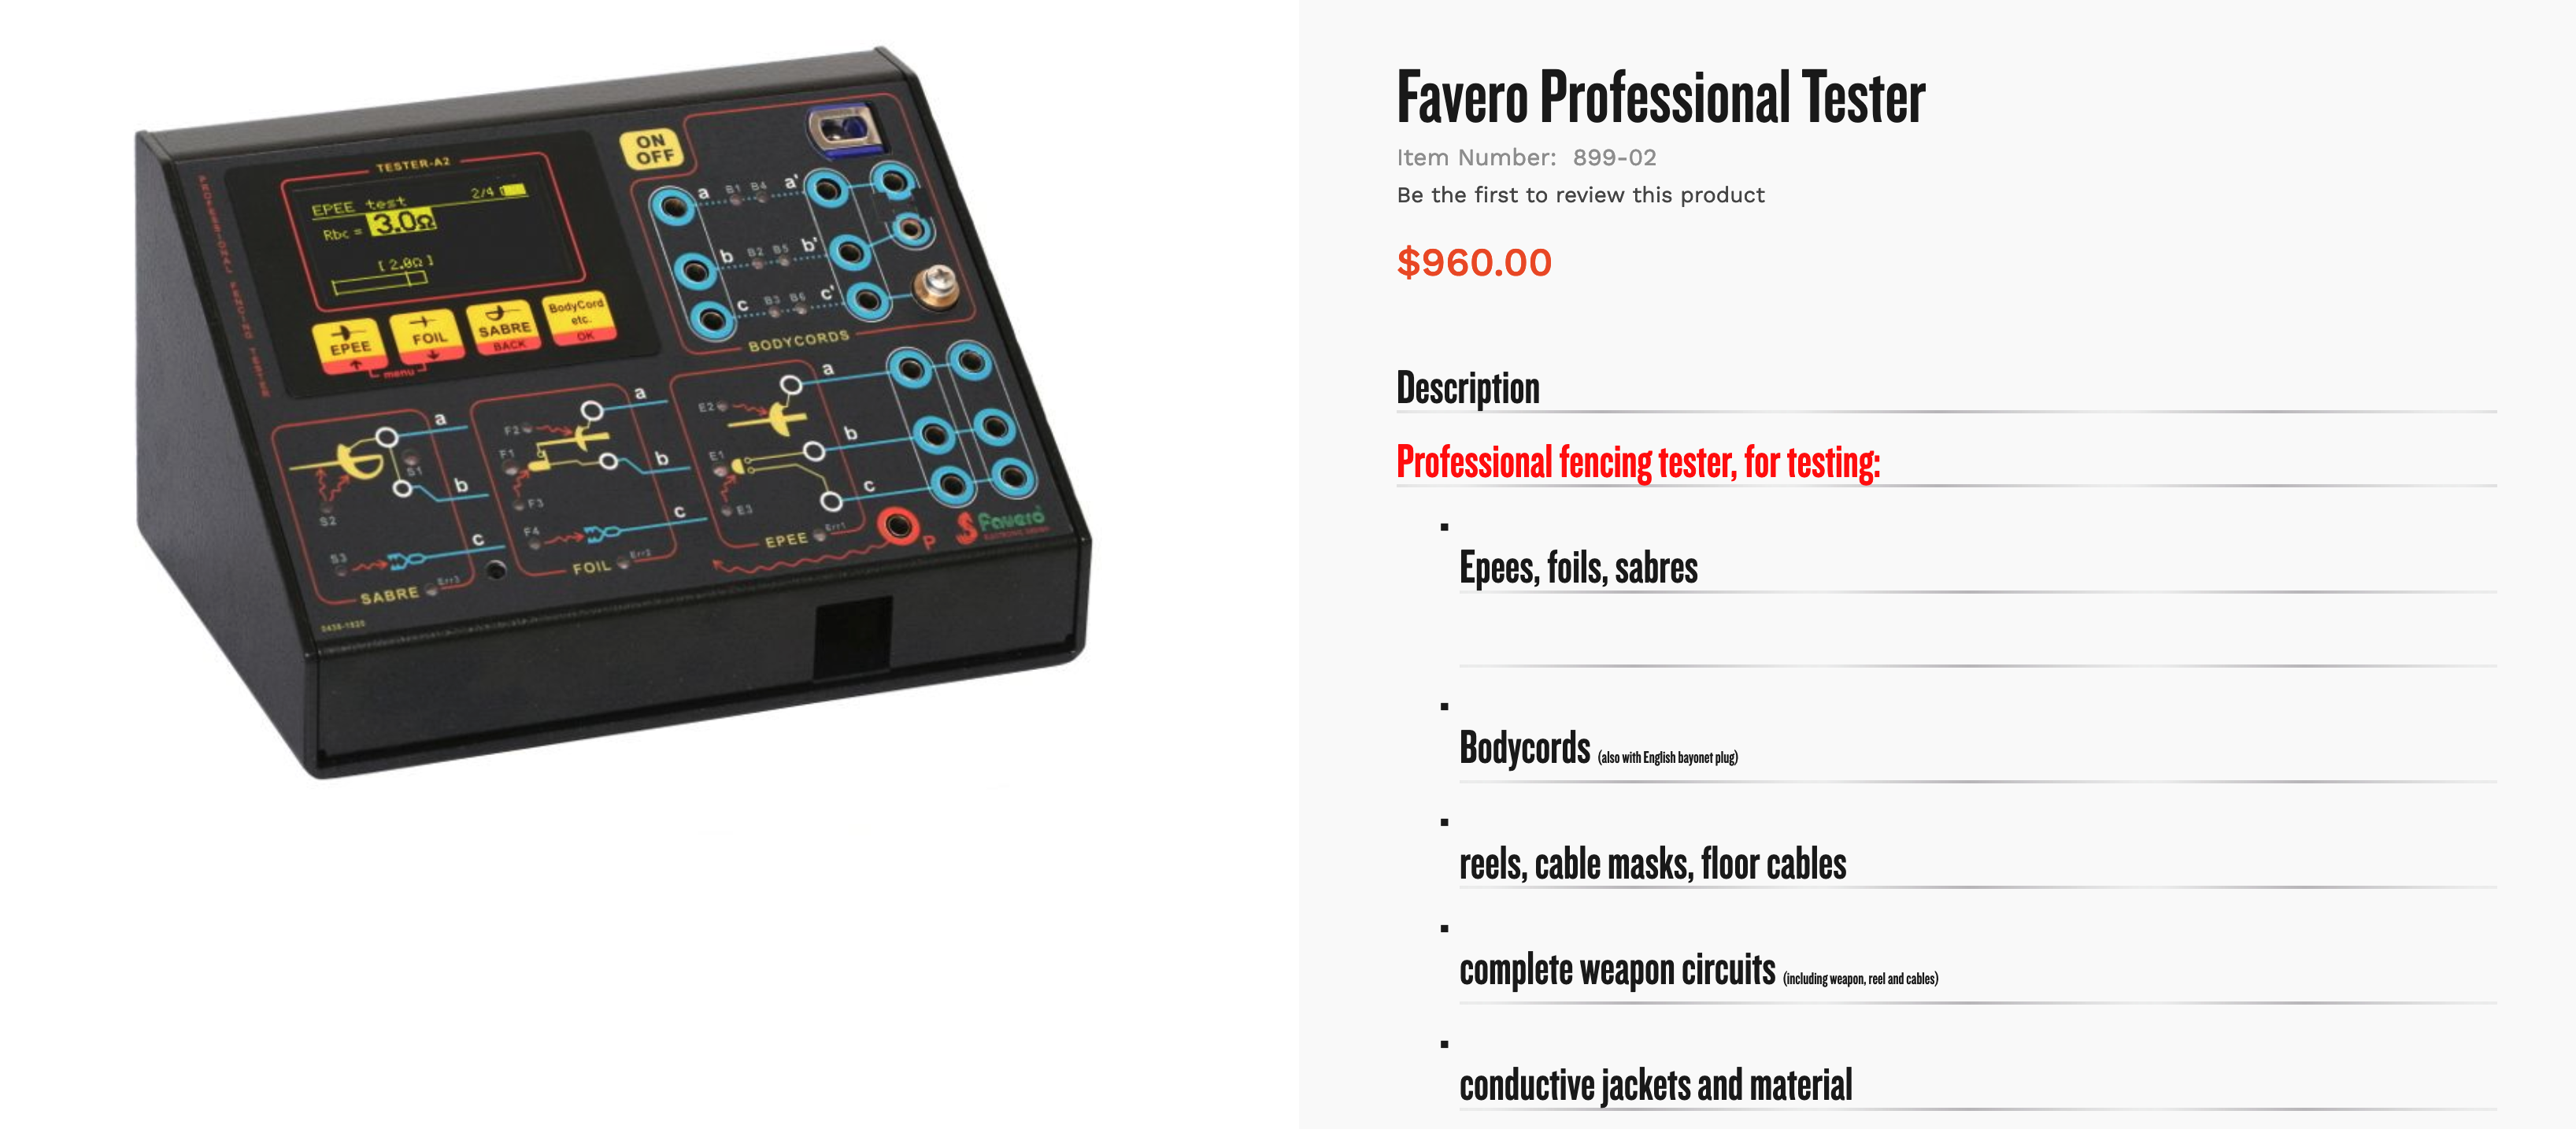 PROFESSIONAL FENCING TESTER
TESTER-A2
EPEE test 2/4
Rbc = 3.0Ω
[ 2.0Ω ]
EPEE
FOIL
SABRE
BACK
BodyCord
etc.
OK
menu
ON
OFF
a B1 B4 a'
b B2 B5 b'
c B3 B6 c'
BODYCORDS
a
S1
b
S2
S3
c
SABRE Err3
0436-1820
a
F2
F1
b
F3
F4
c
FOIL Err2
a
E2
b
E1
c
E3
EPEE Err1
P
Favero
Favero Professional Tester
Item Number: 899-02
Be the first to review this product
$960.00
Description
Professional fencing tester, for testing:
▪ Epees, foils, sabres
▪ Bodycords (also with English bayonet plug)
▪ reels, cable masks, floor cables
▪ complete weapon circuits (including weapon, reel and cables)
▪ conductive jackets and material